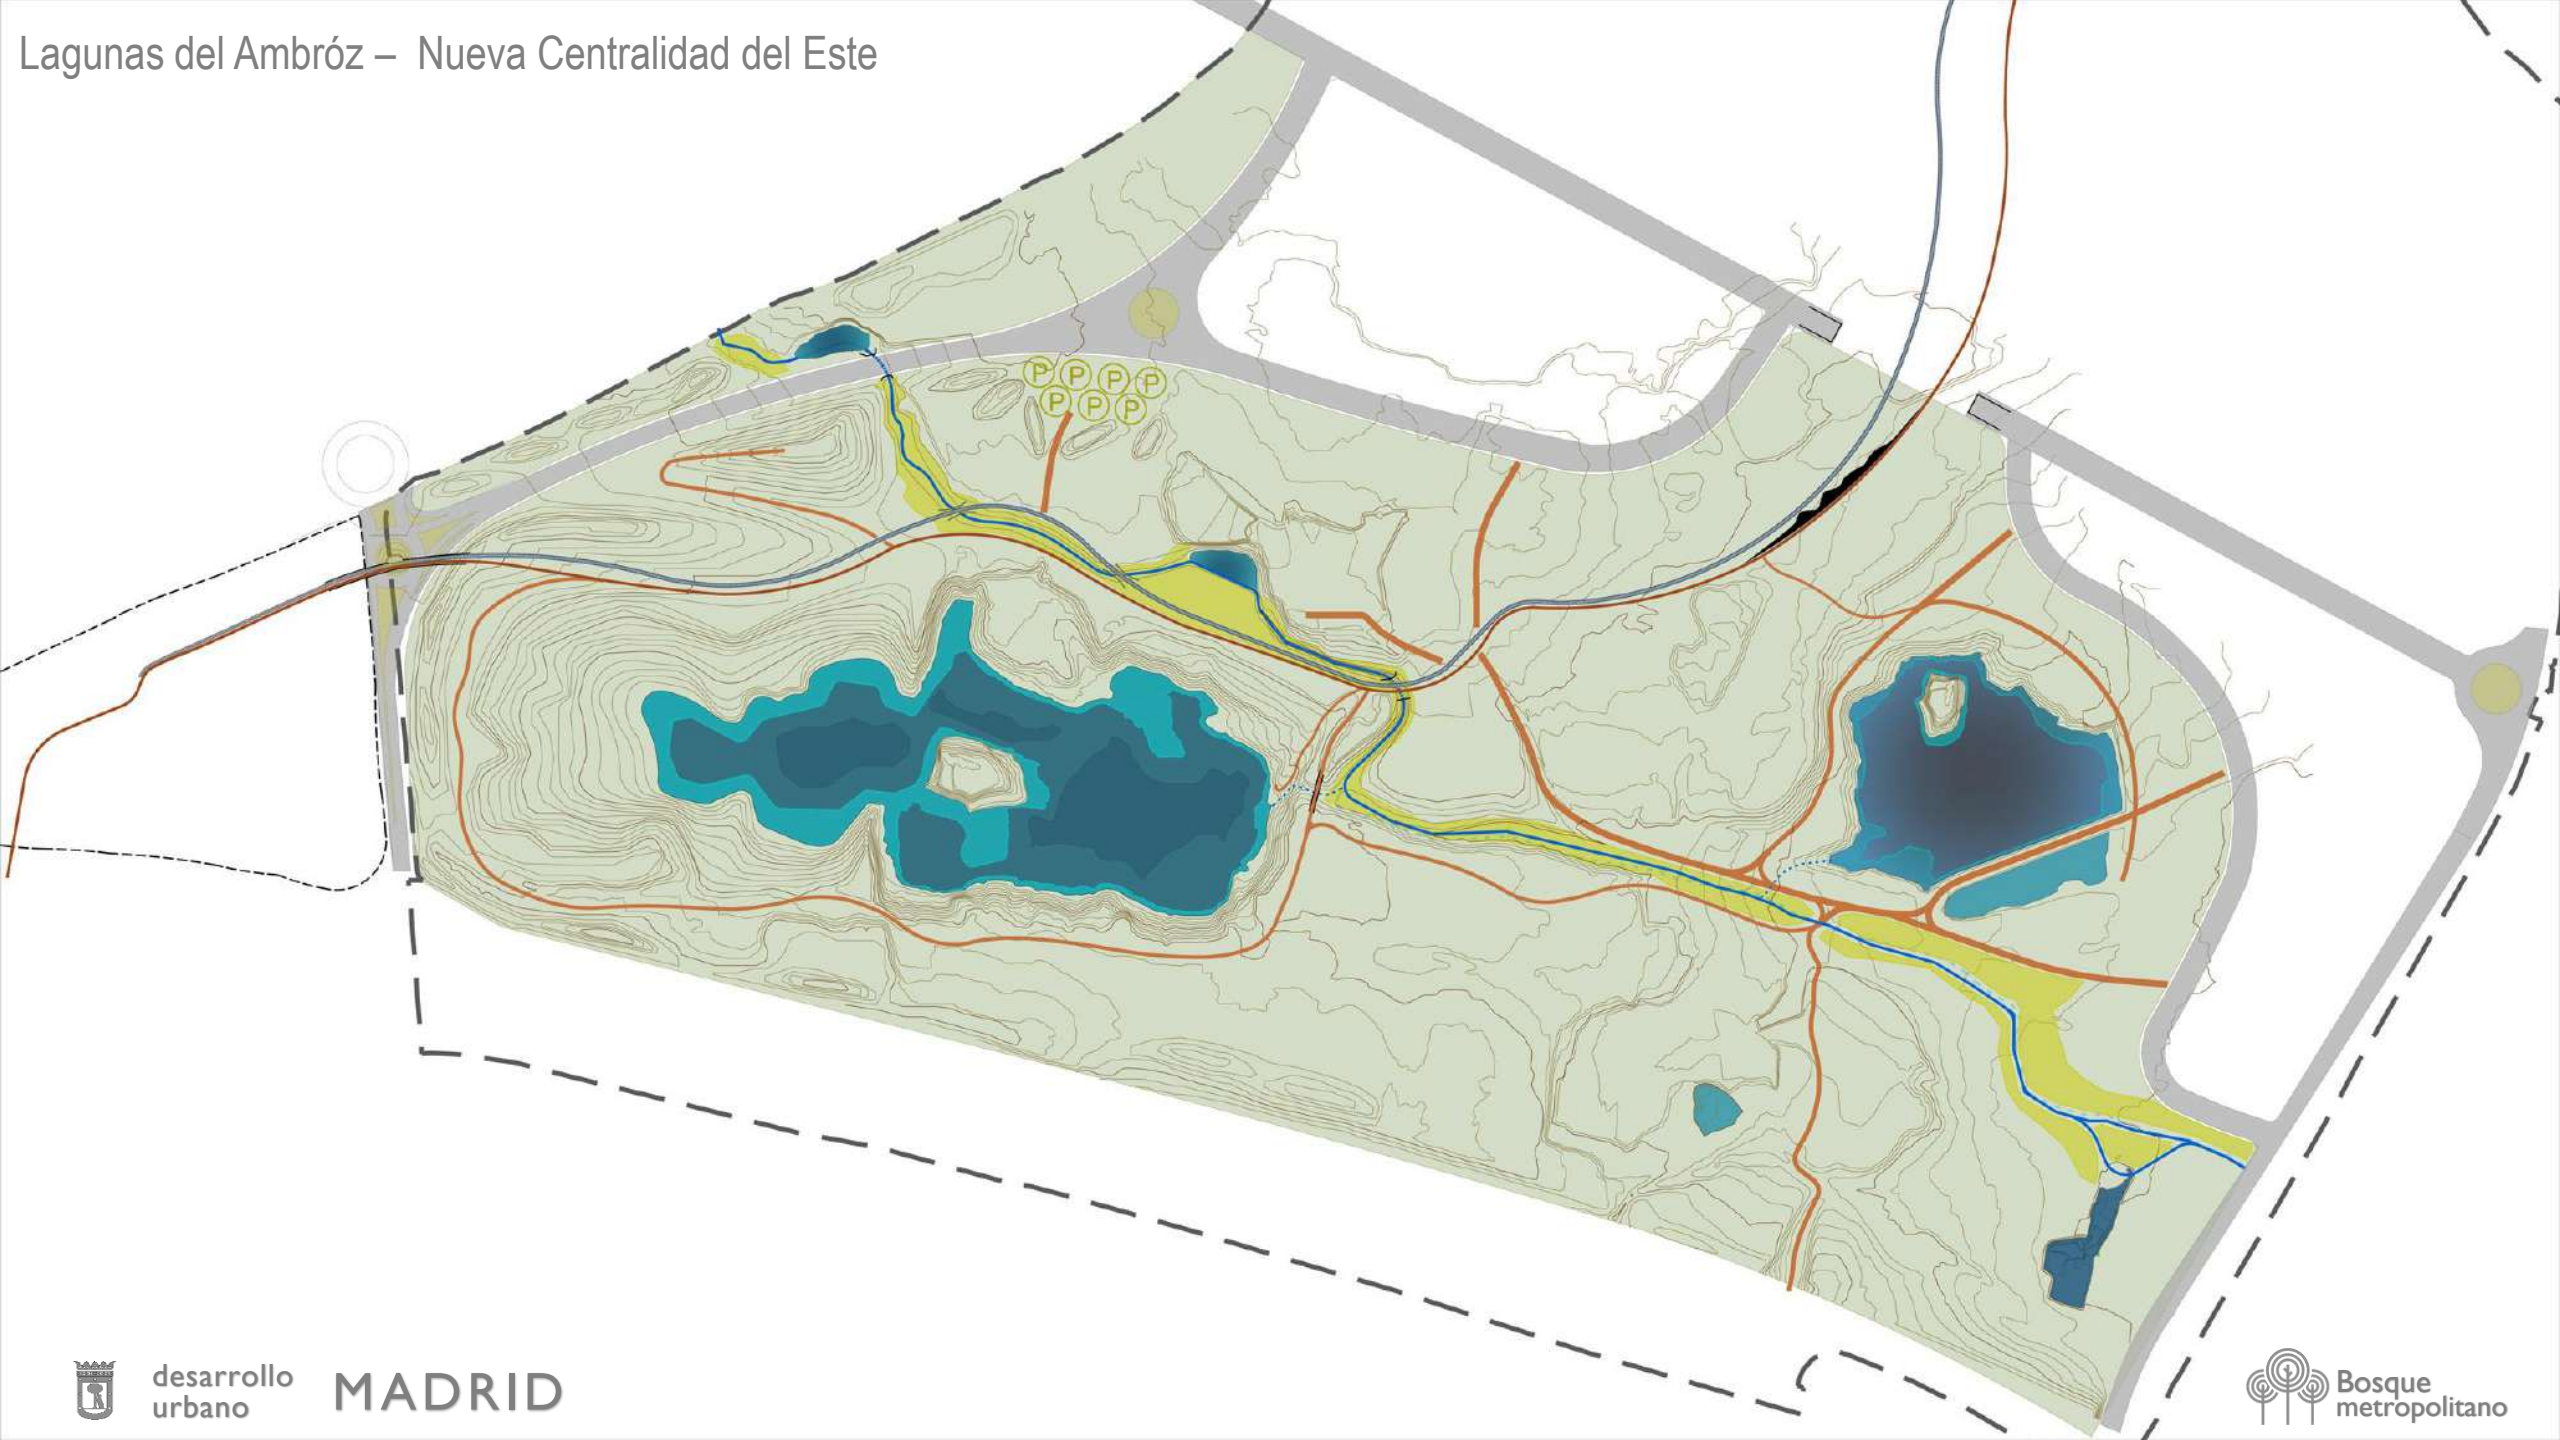 Lagunas del Ambróz – Nueva Centralidad del Este
P P P P
P P P
desarrollo
urbano
MADRID
Bosque
metropolitano